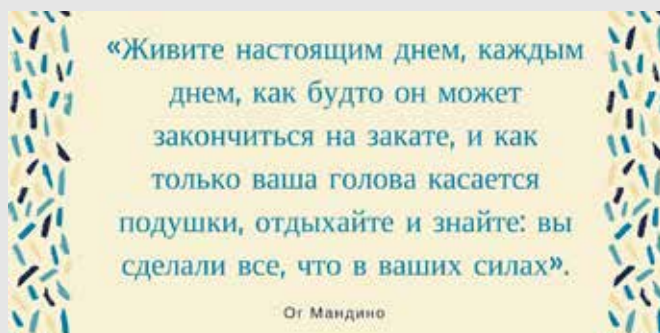 «Живите настоящим днем, каждым
днем, как будто он может
закончиться на закате, и как
только ваша голова касается
подушки, отдыхайте и знайте: вы
сделали все, что в ваших силах».
Ог Мандино